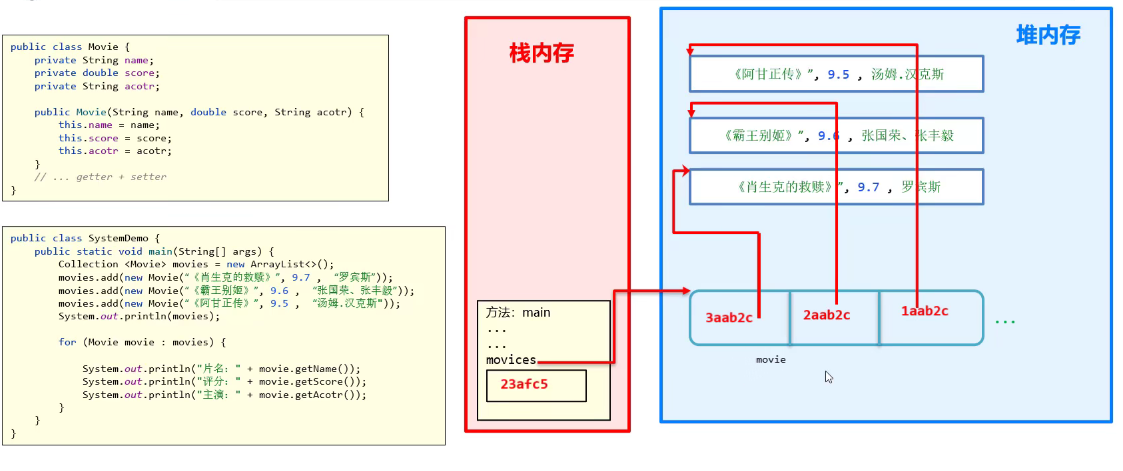 public class Movie {
private String name;
private double score;
private String acotr;
public Movie(String name, double score, String acotr) {
this.name = name;
this.score = score;
this.acotr = acotr;
}
// ... getter + setter
}
public class SystemDemo {
public static void main(String[] args) {
Collection <Movie> movies = new ArrayList<>();
movies.add(new Movie(“《肖生克的救赎》”, 9.7 , “罗宾斯”));
movies.add(new Movie(“《霸王别姬》”, 9.6 , “张国荣、张丰毅”));
movies.add(new Movie(“《阿甘正传》”, 9.5 , “汤姆.汉克斯”));
System.out.println(movies);
for (Movie movie : movies) {
System.out.println("片名：" + movie.getName());
System.out.println("评分：" + movie.getScore());
System.out.println("主演：" + movie.getAcotr());
}
}
}
栈内存
方法：main
...
...
movices
23afc5
堆内存
《阿甘正传》”, 9.5 , 汤姆.汉克斯
《霸王别姬》”, 9.6 , 张国荣、张丰毅
《肖生克的救赎》”, 9.7 , 罗宾斯
3aab2c
2aab2c
1aab2c
...
movie